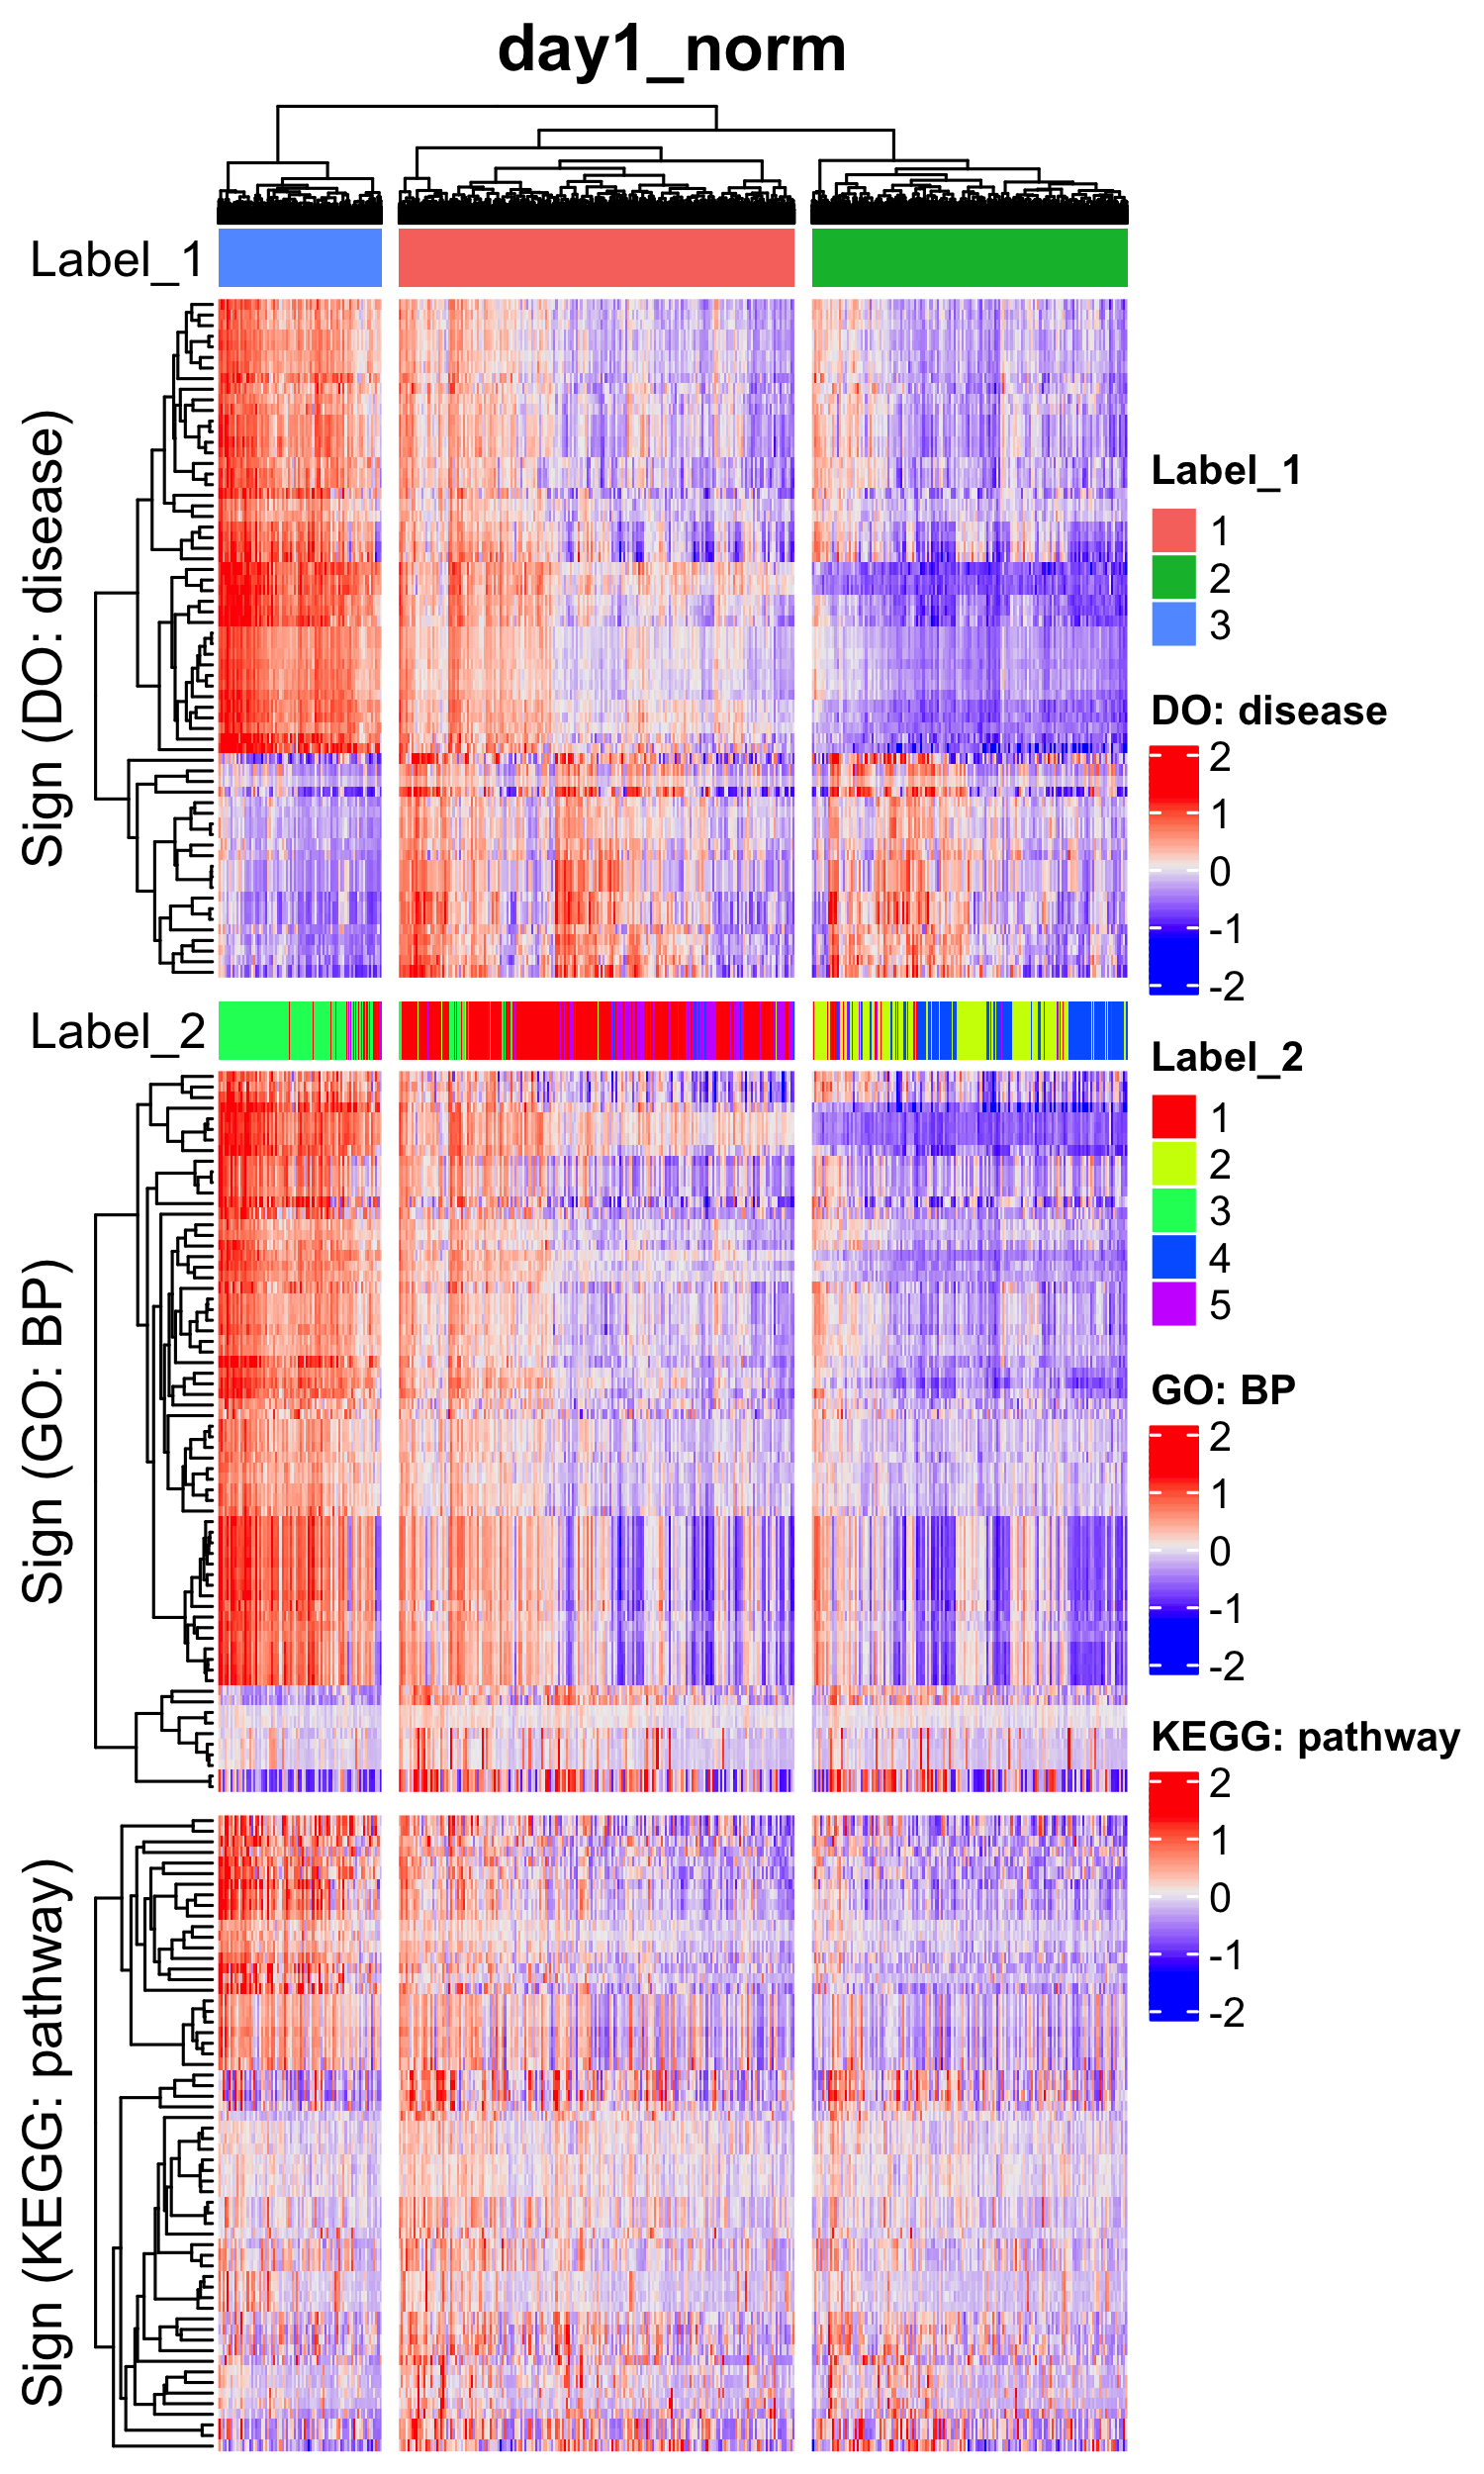 day1_norm
Label_1
Sign (DO: disease)
Label_2
Sign (GO: BP)
Sign (KEGG: pathway)
Label_1
1
2
3
DO: disease
2
1
0
-1
-2
Label_2
1
2
3
4
5
GO: BP
2
1
0
-1
-2
KEGG: pathway
2
1
0
-1
-2